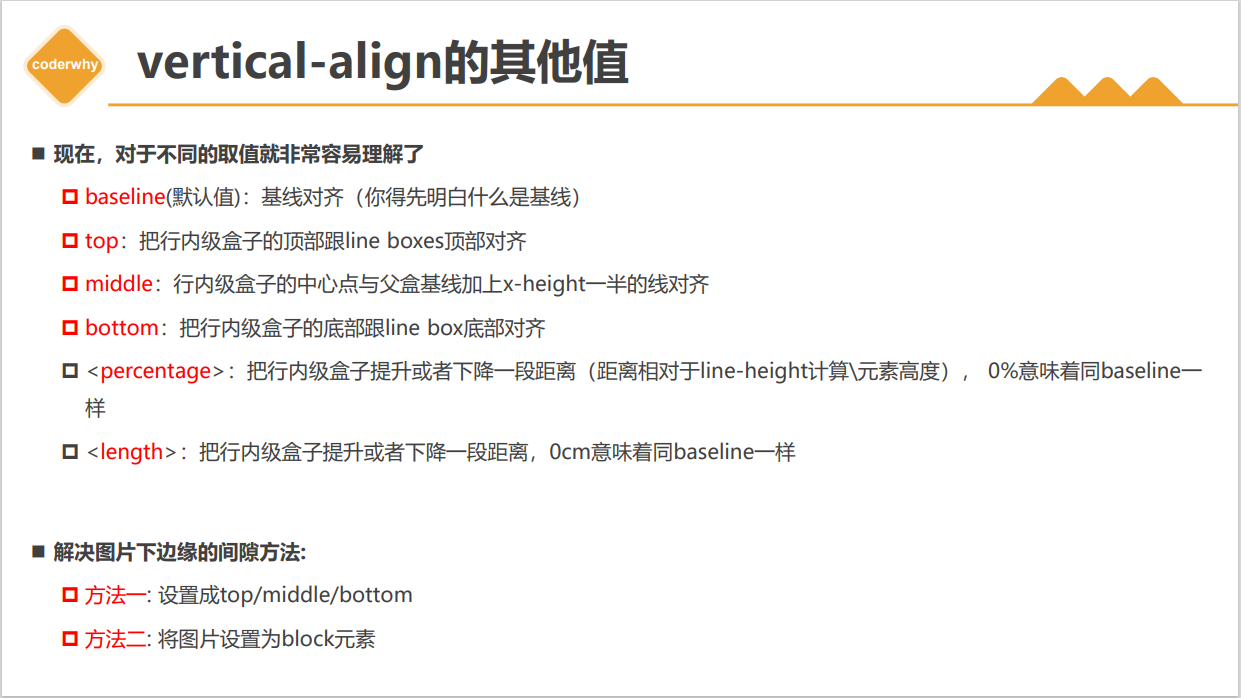 coderwhy
vertical-align的其他值
现在，对于不同的取值就非常容易理解了
baseline(默认值)：基线对齐（你得先明白什么是基线）
top：把行内级盒子的顶部跟line boxes顶部对齐
middle：行内级盒子的中心点与父盒基线加上x-height一半的线对齐
bottom：把行内级盒子的底部跟line box底部对齐
<percentage>：把行内级盒子提升或者下降一段距离（距离相对于line-height计算\元素高度）， 0%意味着同baseline一
样
<length>：把行内级盒子提升或者下降一段距离，0cm意味着同baseline一样
解决图片下边缘的间隙方法:
方法一: 设置成top/middle/bottom
方法二: 将图片设置为block元素